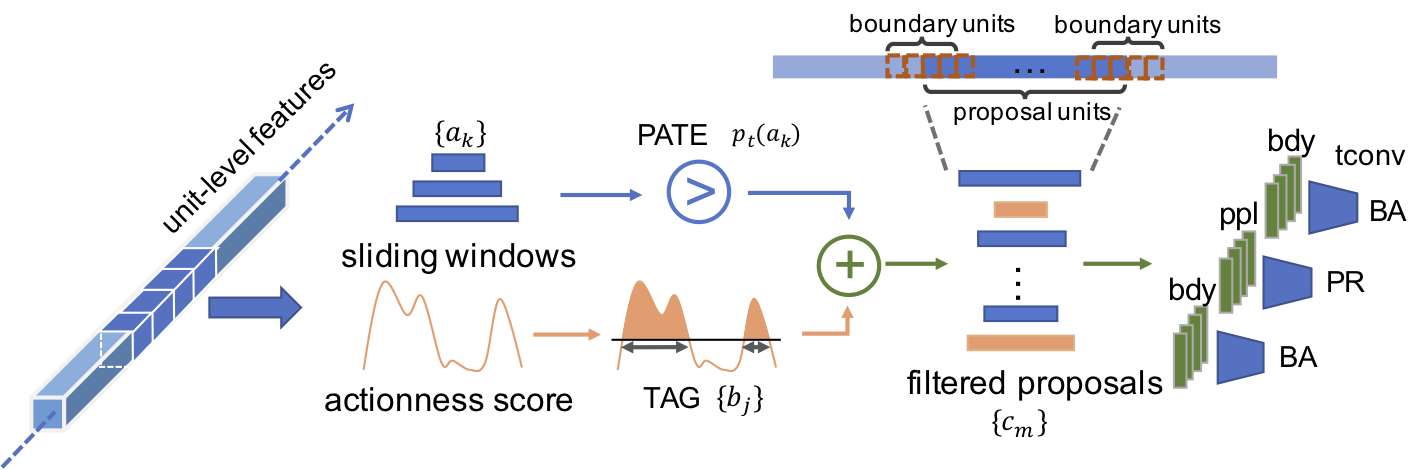 boundary units
boundary units
...
proposal units
unit-level features
{a_k}
PATE p_t(a_k)
>
sliding windows
+
bdy
tconv
BA
ppl
PR
bdy
BA
actionness score
TAG {b_j}
filtered proposals
{c_m}